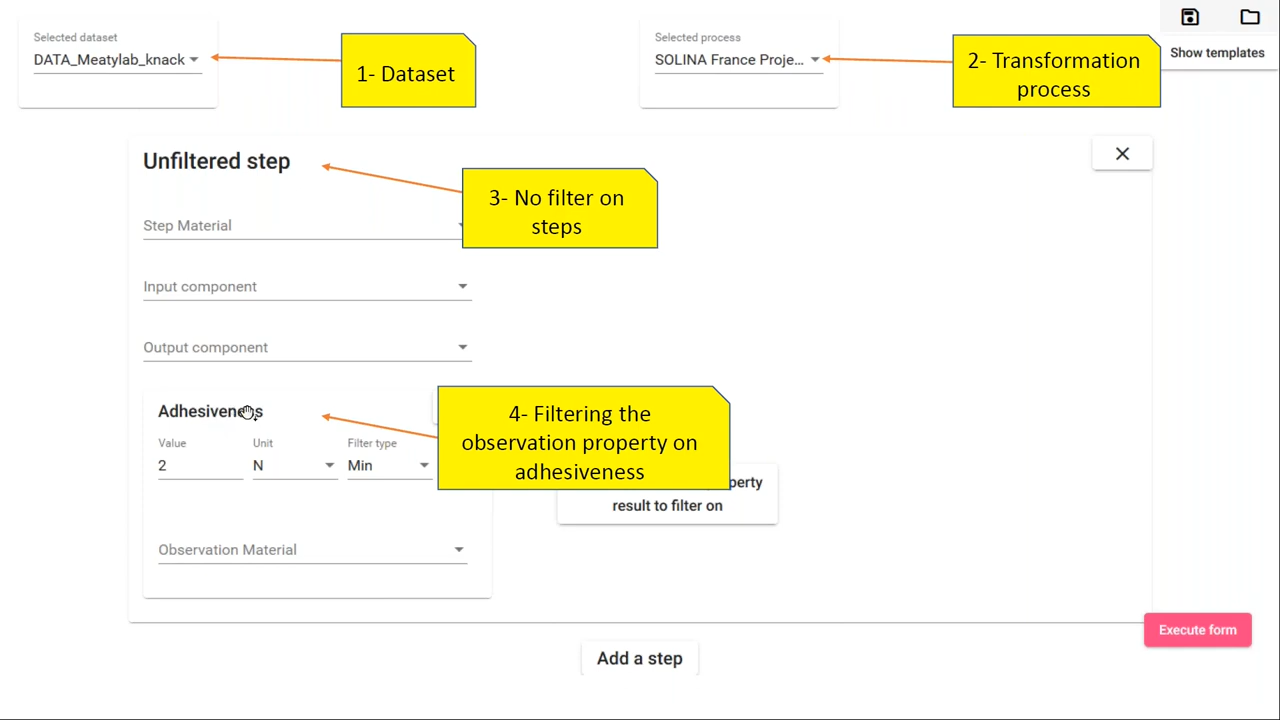 Selected dataset
DATA_Meatylab_knack
1- Dataset
Selected process
SOLINA France Proje...
2- Transformation
process
Show templates
Unfiltered step
3- No filter on
steps
Step Material
Input component
Output component
Adhesiveness
4- Filtering the
observation property on
adhesiveness
Value
Unit
Filter type
2
N
Min
perty
result to filter on
Observation Material
Execute form
Add a step